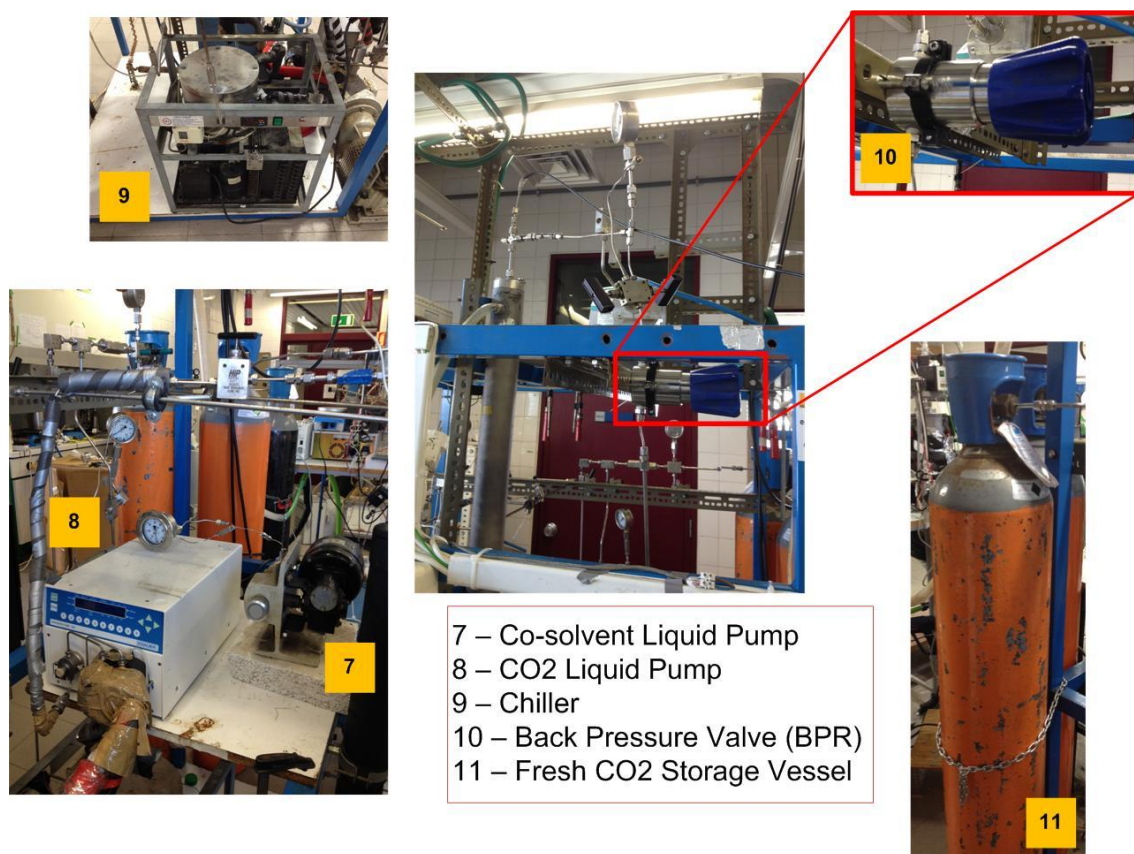 9
10
8
7
11
7 – Co-solvent Liquid Pump
8 – CO2 Liquid Pump
9 – Chiller
10 – Back Pressure Valve (BPR)
11 – Fresh CO2 Storage Vessel